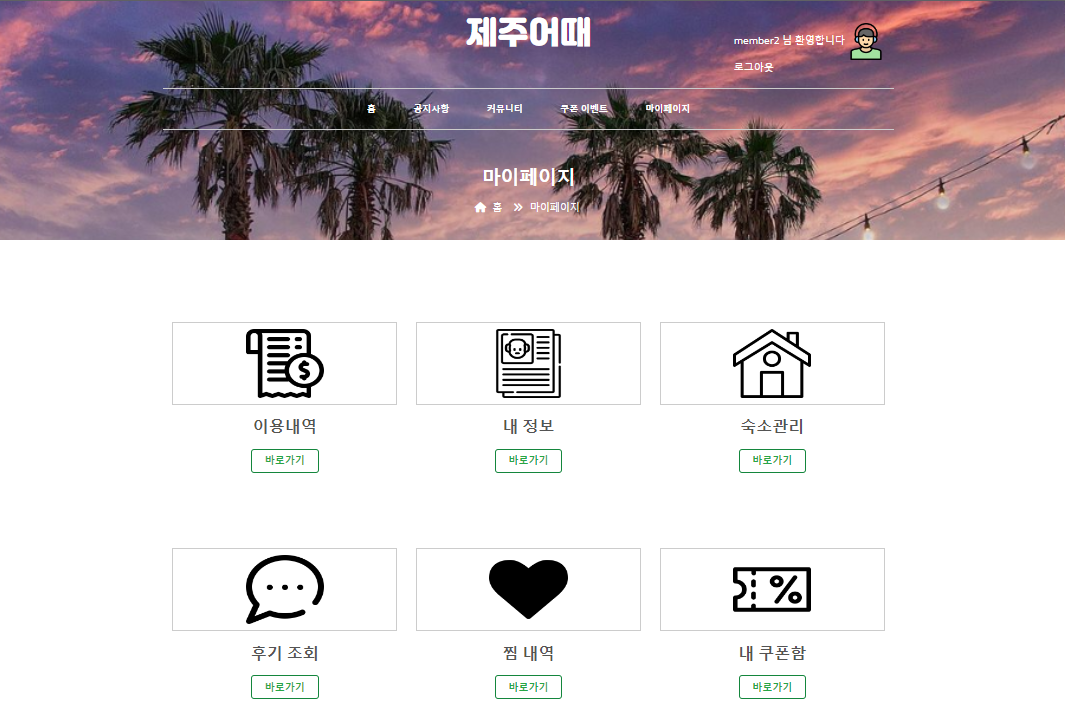 제주어때
member2 님 환영합니다
로그아웃
홈 공지사항 커뮤니티 쿠폰 이벤트 마이페이지
마이페이지
홈 » 마이페이지
$
이용내역 내 정보 숙소관리
바로가기 바로가기 바로가기
%
후기 조회 찜 내역 내 쿠폰함
바로가기 바로가기 바로가기